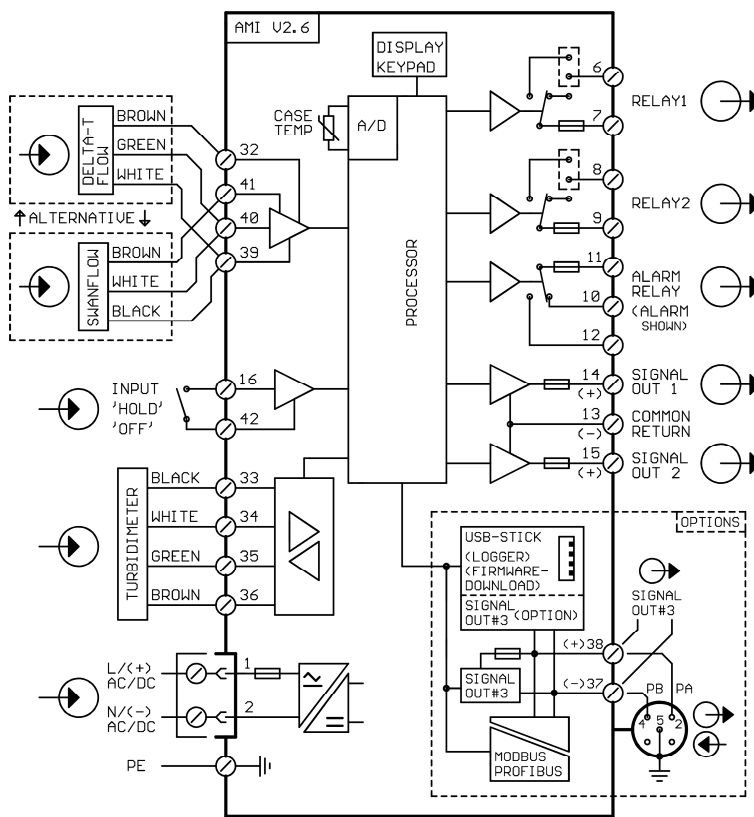 AMI V2.6
DISPLAY
KEYPAD
CASE
TEMP
A/D
PROCESSOR
DELTA-T
FLOW
BROWN
GREEN
WHITE
ALTERNATIVE
SWANFLOW
BROWN
WHITE
BLACK
32
41
40
39
INPUT
'HOLD'
'OFF'
16
42
TURBIDIMETER
BLACK
WHITE
GREEN
BROWN
33
34
35
36
L/(+)
AC/DC
N/(-)
AC/DC
1
2
PE
6
7
RELAY1
8
9
RELAY2
11
10
12
ALARM
RELAY
(ALARM
SHOWN)
14
(+)
SIGNAL
OUT 1
13
(-)
COMMON
RETURN
15
(+)
SIGNAL
OUT 2
OPTIONS
USB-STICK
(LOGGER)
(FIRMWARE-
DOWNLOAD)
SIGNAL
OUT#3 (OPTION)
SIGNAL
OUT#3
SIGNAL
OUT#3
(+)38
(-)37
PB PA
4 5 2
MODBUS
PROFIBUS